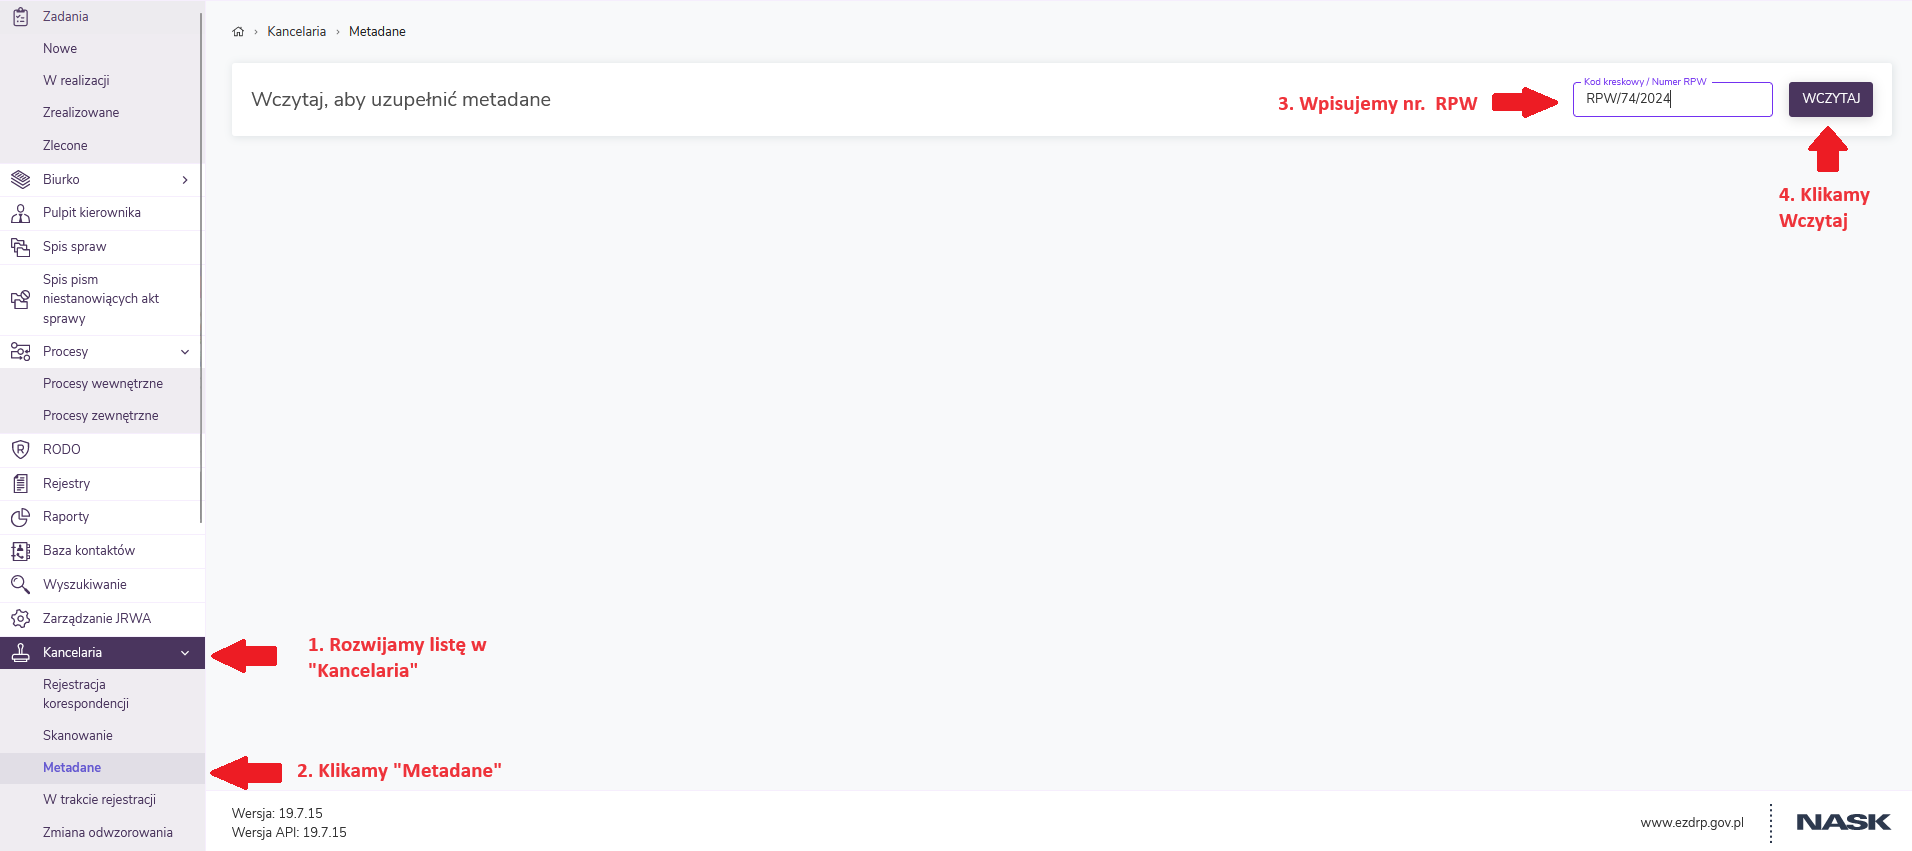 Zadania
Nowe
W realizacji
Zrealizowane
Zlecone
Biurko
Pulpit kierownika
Spis spraw
Spis pism
niestanowiących akt
sprawy
Procesy
Procesy wewnętrzne
Procesy zewnętrzne
RODO
Rejestry
Raporty
Baza kontaktów
Wyszukiwanie
Zarządzanie JRWA
Kancelaria
Rejestracja
korespondencji
Skanowanie
Metadane
W trakcie rejestracji
Zmiana odwzorowania
Kancelaria › Metadane
Wczytaj, aby uzupełnić metadane
3. Wpisujemy nr. RPW
Kod kreskowy / Numer RPW
RPW/74/2024
WCZYTAJ
4. Klikamy
Wczytaj
1. Rozwijamy listę w
"Kancelaria"
2. Klikamy "Metadane"
Wersja: 19.7.15
Wersja API: 19.7.15
www.ezdrp.gov.pl
NASK